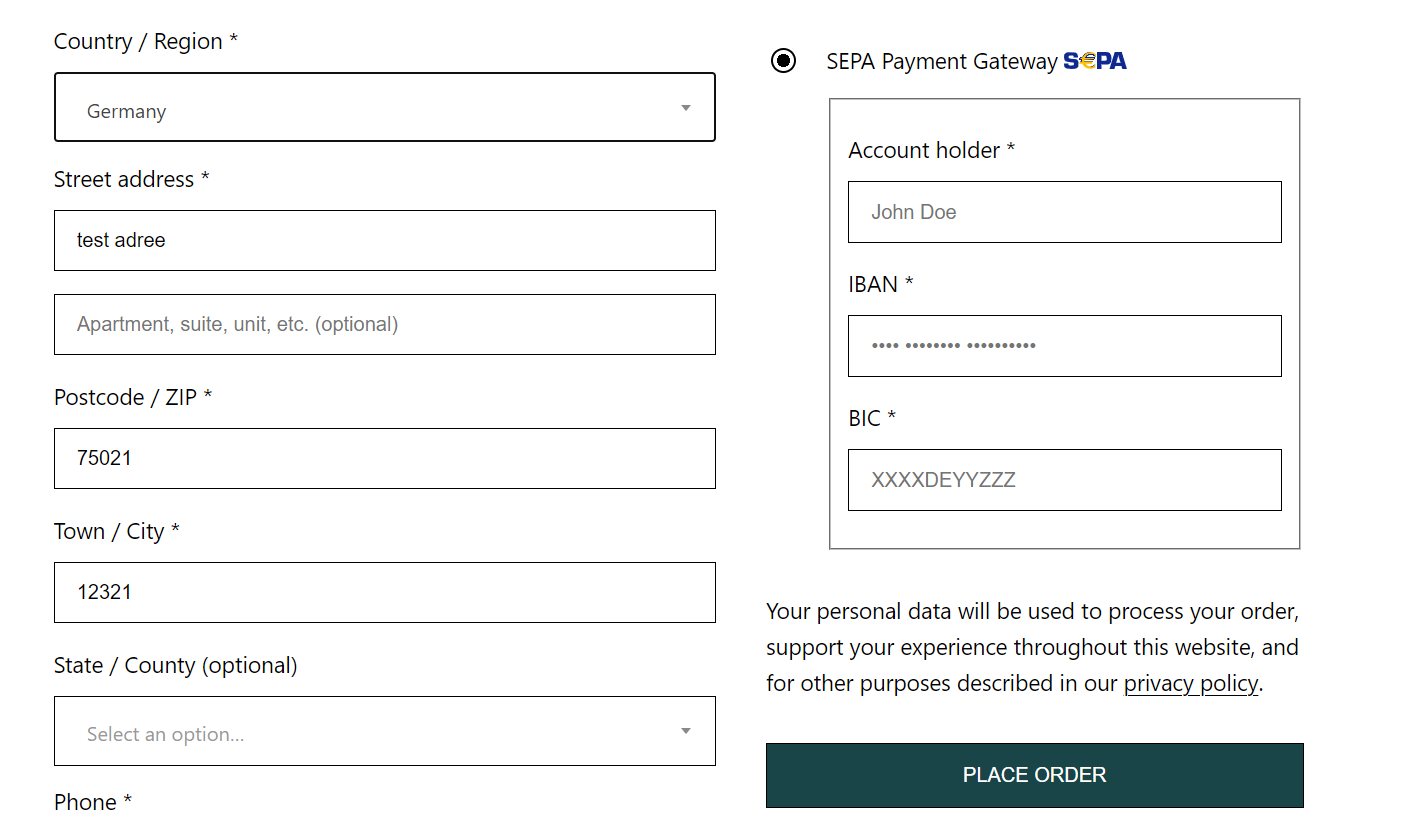 Country / Region *
Germany
Street address *
test adree
Apartment, suite, unit, etc. (optional)
Postcode / ZIP *
75021
Town / City *
12321
State / County (optional)
Select an option...
Phone *
SEPA Payment Gateway S€PA
Account holder *
John Doe
IBAN *
•••• •••••••• ••••••••••
BIC *
XXXXDEYYZZZ
Your personal data will be used to process your order,
support your experience throughout this website, and
for other purposes described in our privacy policy.
PLACE ORDER